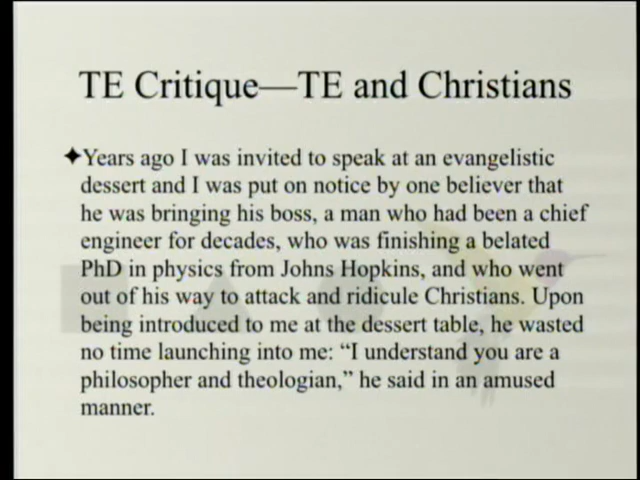 TE Critique—TE and Christians
✦Years ago I was invited to speak at an evangelistic
dessert and I was put on notice by one believer that
he was bringing his boss, a man who had been a chief
engineer for decades, who was finishing a belated
PhD in physics from Johns Hopkins, and who went
out of his way to attack and ridicule Christians. Upon
being introduced to me at the dessert table, he wasted
no time launching into me: “I understand you are a
philosopher and theologian,” he said in an amused
manner.